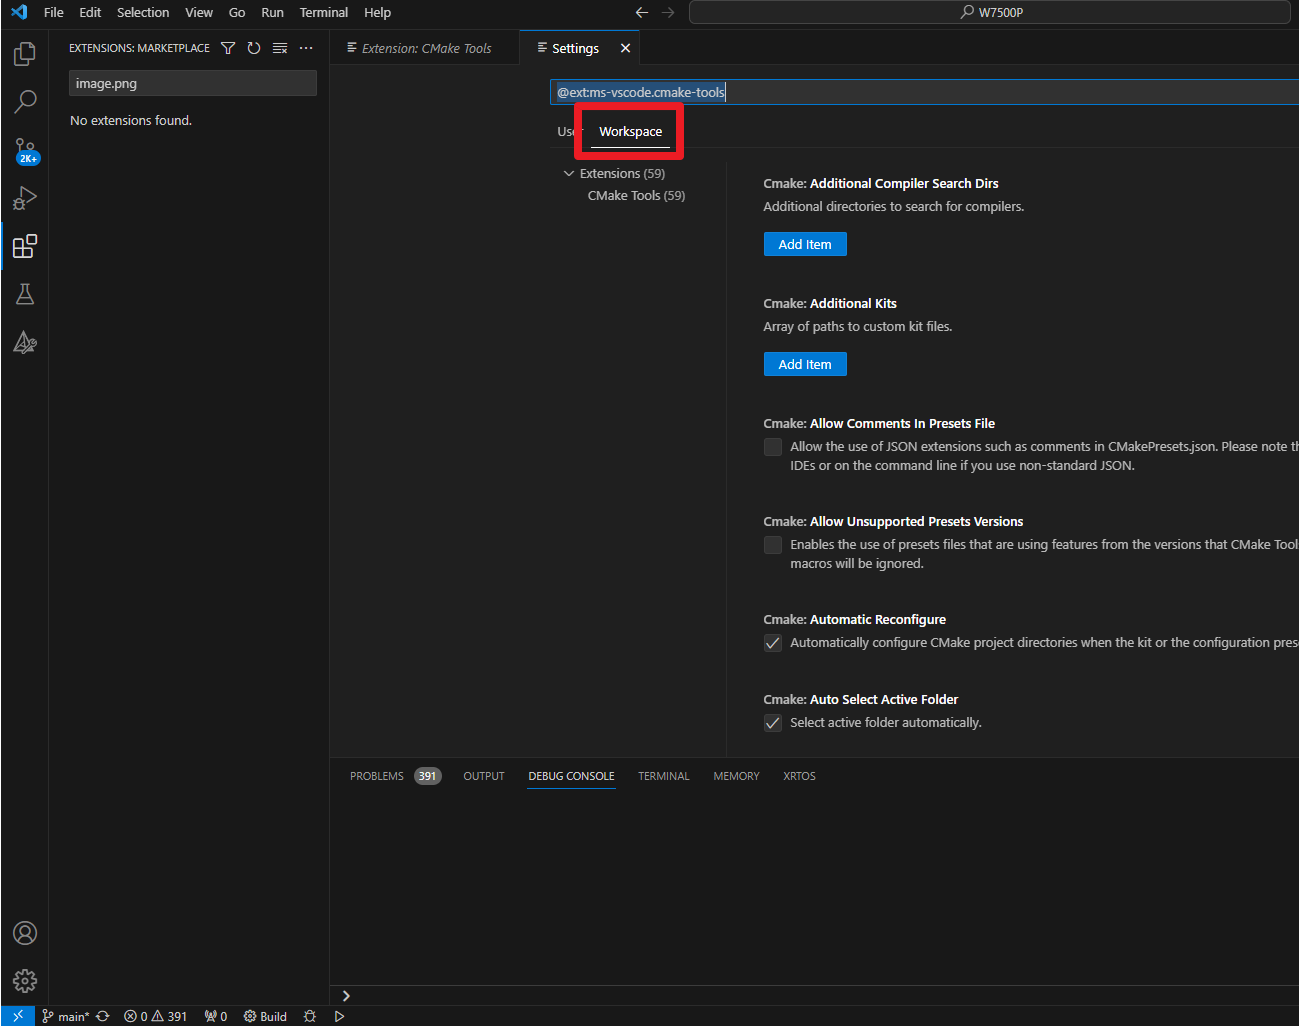 File Edit Selection View Go Run Terminal Help
W7500P
EXTENSIONS: MARKETPLACE
image.png
No extensions found.
2K+
Extension: CMake Tools
Settings
@ext:ms-vscode.cmake-tools
User Workspace
Extensions (59)
CMake Tools (59)
Cmake: Additional Compiler Search Dirs
Additional directories to search for compilers.
Add Item
Cmake: Additional Kits
Array of paths to custom kit files.
Add Item
Cmake: Allow Comments In Presets File
Allow the use of JSON extensions such as comments in CMakePresets.json. Please note
IDEs or on the command line if you use non-standard JSON.
Cmake: Allow Unsupported Presets Versions
Enables the use of presets files that are using features from the versions that CMake Tool
macros will be ignored.
Cmake: Automatic Reconfigure
Automatically configure CMake project directories when the kit or the configuration pres
Cmake: Auto Select Active Folder
Select active folder automatically.
PROBLEMS 391 OUTPUT DEBUG CONSOLE TERMINAL MEMORY XRTOS
main* 0 391 0 Build